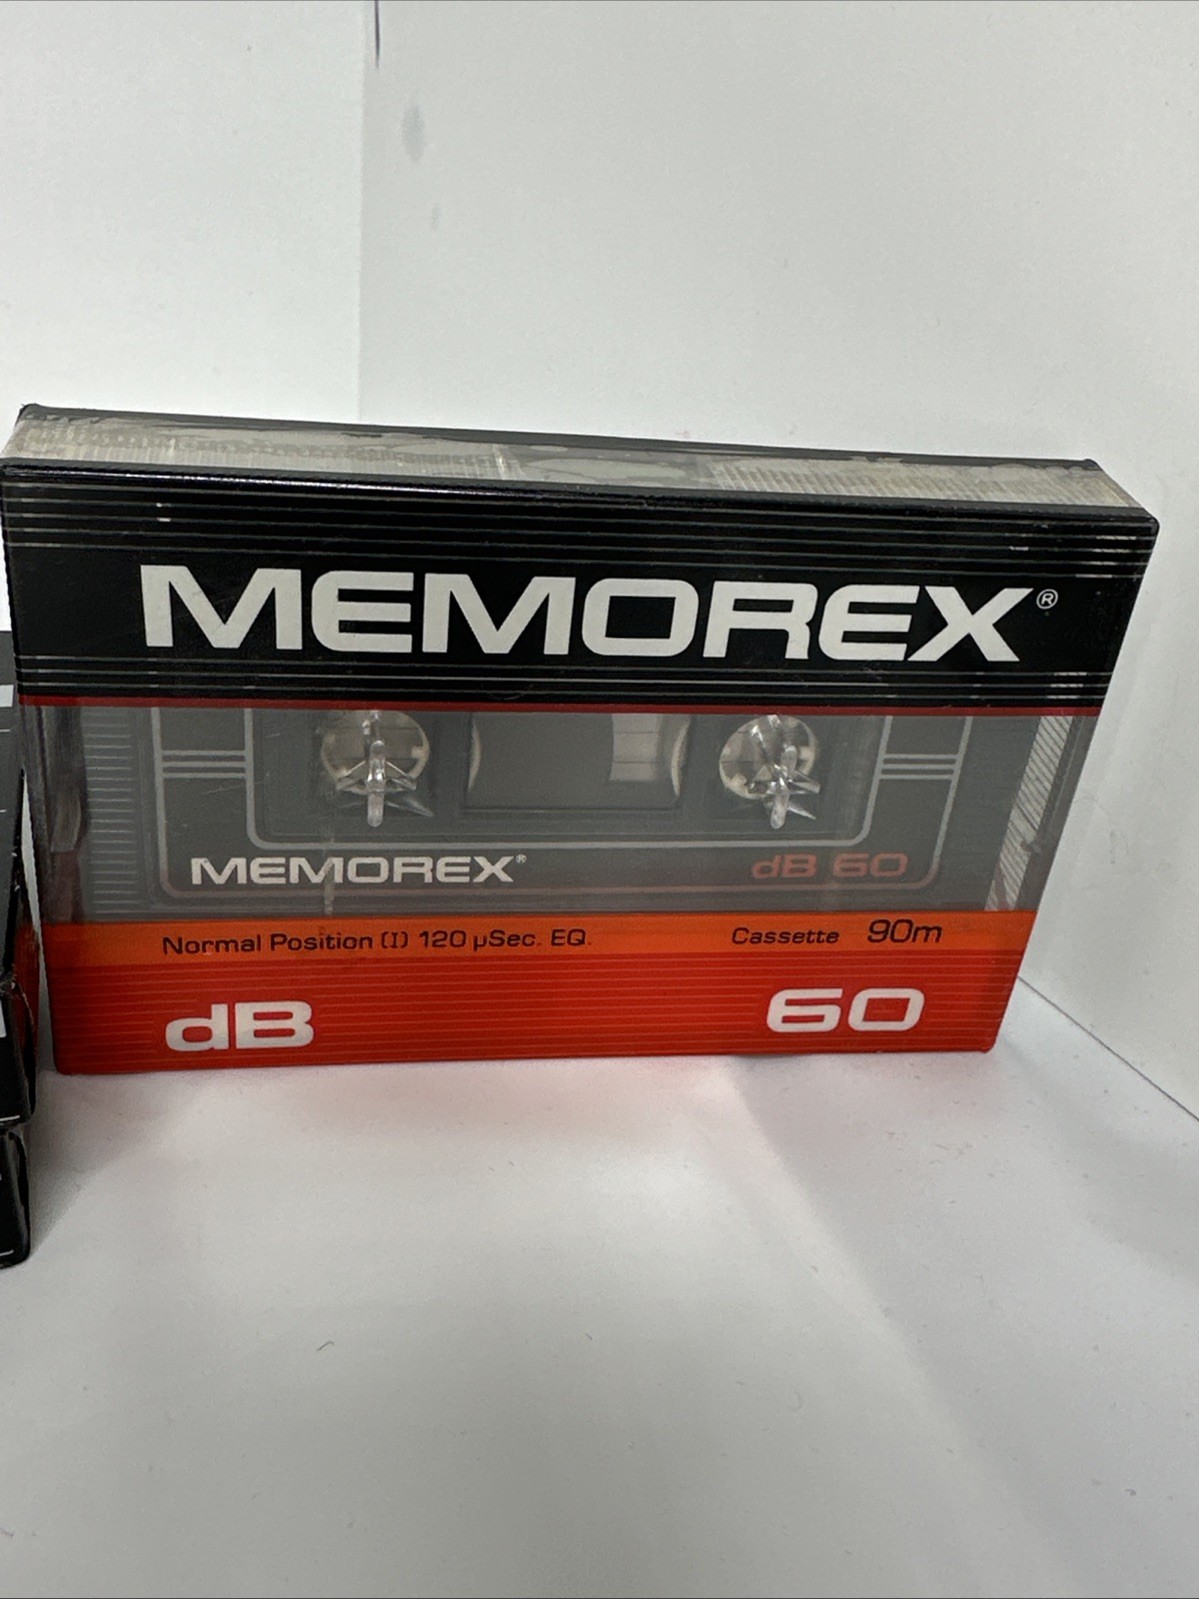 MEMOREX®
MEMOREX® dB 60
Normal Position (I) 120 µSec. EQ. Cassette 90m
dB 60